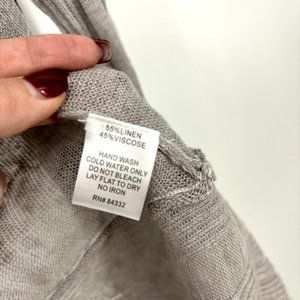 55%LINEN
45%VISCOSE
HAND WASH
COLD WATER ONLY
DO NOT BLEACH
LAY FLAT TO DRY
NO IRON
RN# 84332